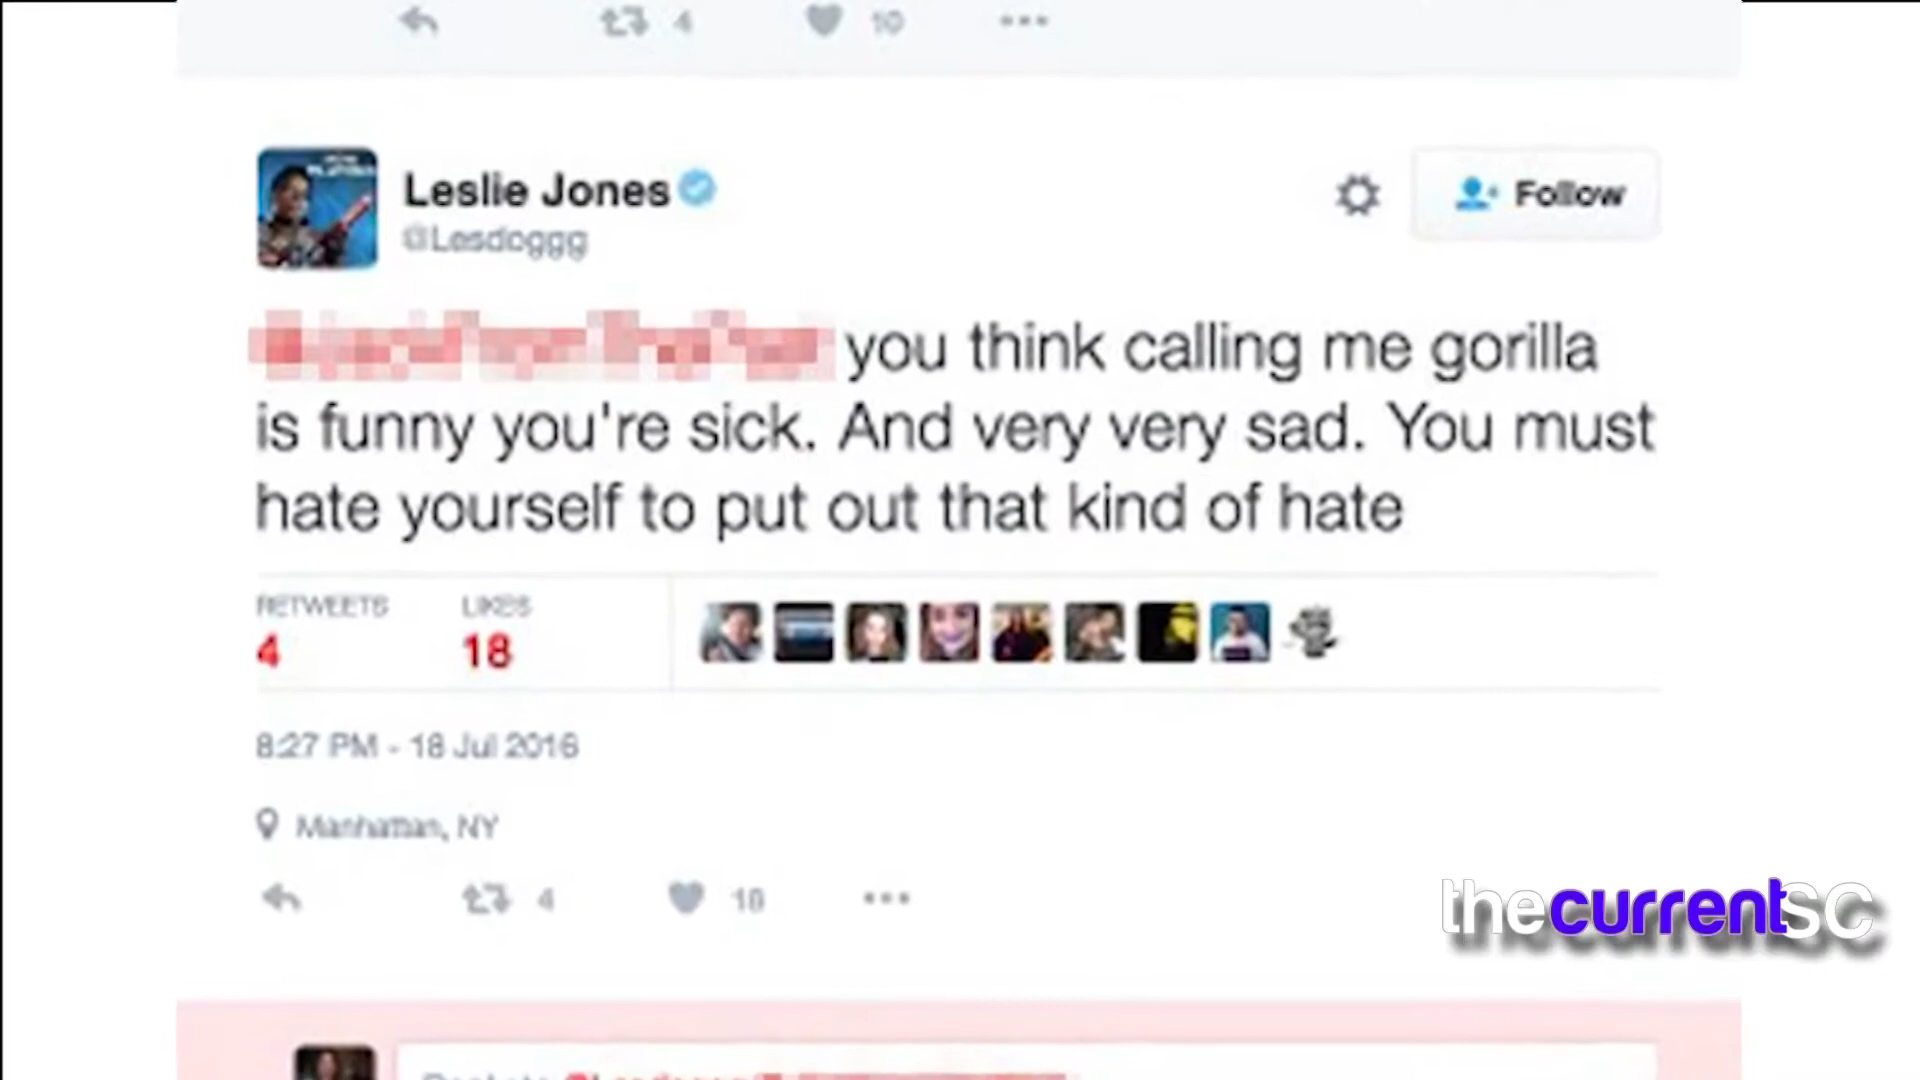 4 10
Leslie Jones
@Lesdoggg
Follow
you think calling me gorilla
is funny you're sick. And very very sad. You must
hate yourself to put out that kind of hate
RETWEETS LIKES
4 18
8:27 PM - 18 Jul 2016
Manhattan, NY
4 18
thecurrentSC